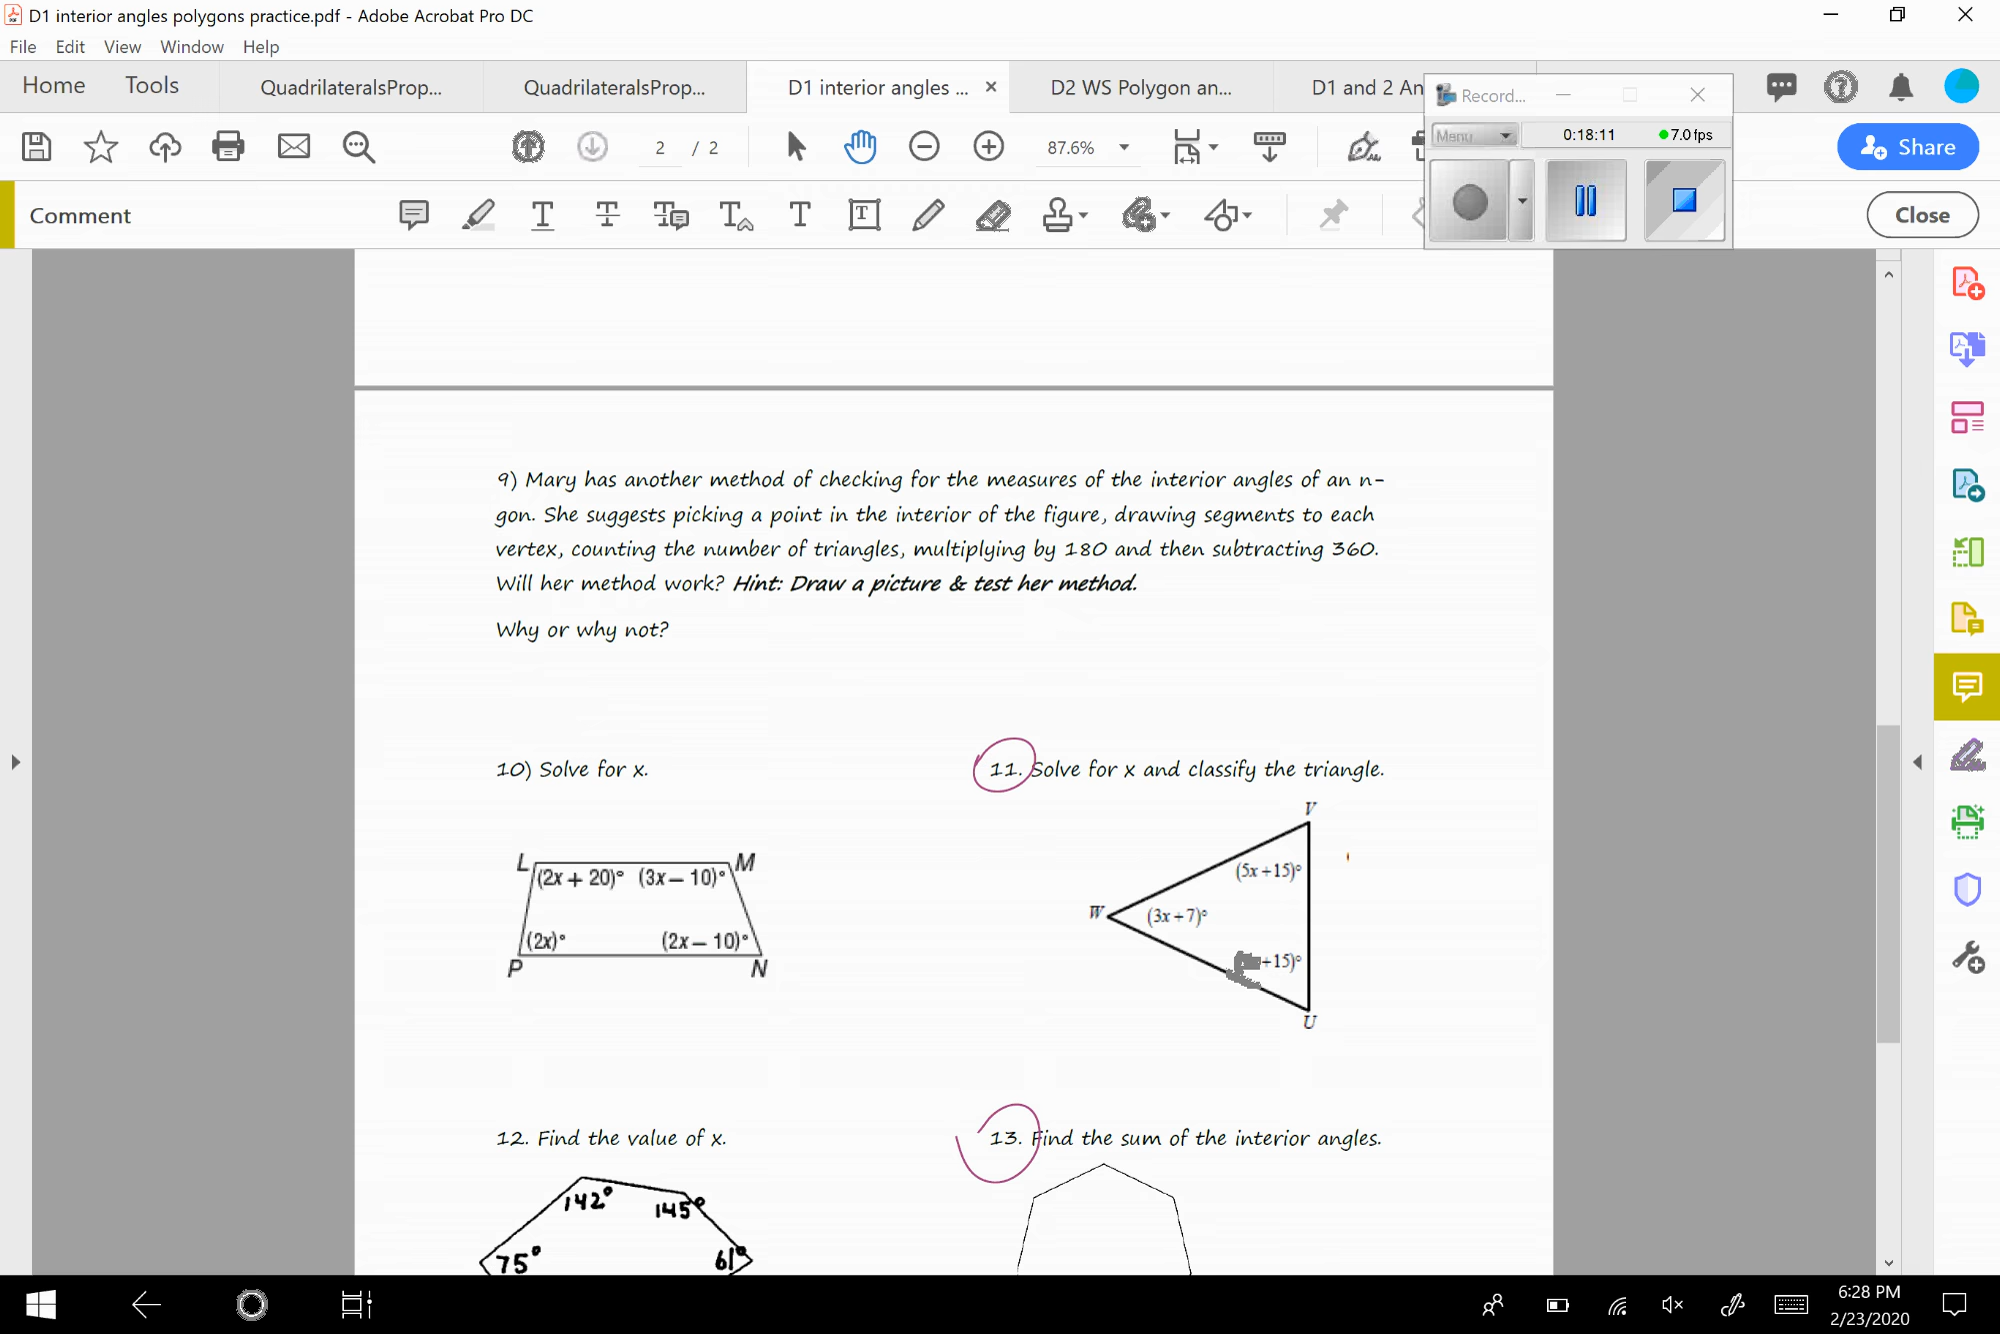 D1 interior angles polygons practice.pdf - Adobe Acrobat Pro DC
File Edit View Window Help
Home Tools QuadrilateralsProp... QuadrilateralsProp... D1 interior angles ... D2 WS Polygon an... D1 and 2 An
Record...
Menu 0:18:11 7.0 fps
2 / 2 87.6% Share
Comment Close
9) Mary has another method of checking for the measures of the interior angles of an n-
gon. She suggests picking a point in the interior of the figure, drawing segments to each
vertex, counting the number of triangles, multiplying by 180 and then subtracting 360.
Will her method work? Hint: Draw a picture & test her method.
Why or why not?
10) Solve for x.
L M
(2x + 20)° (3x – 10)°
(2x)° (2x – 10)°
P N
11. Solve for x and classify the triangle.
V
(5x+15)°
W (3x+7)°
+15)°
U
12. Find the value of x.
142° 145°
75° 61°
13. Find the sum of the interior angles.
6:28 PM
2/23/2020